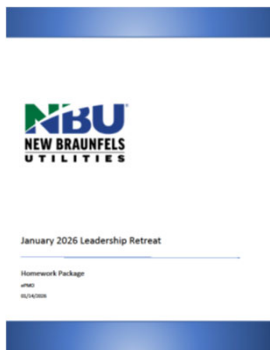 NBU
NEW BRAUNFELS
UTILITIES
January 2026 Leadership Retreat
Homework Package
ePMO
01/14/2026